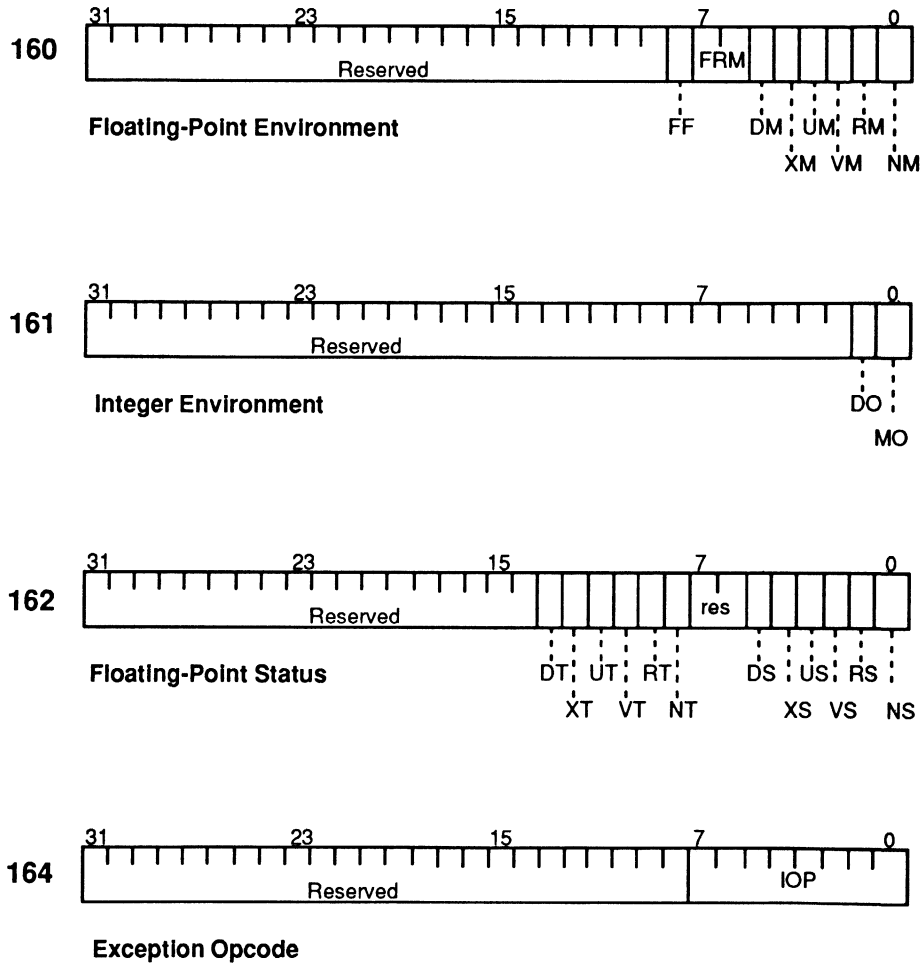 31 23 15 7 0
160
Reserved FRM
Floating-Point Environment FF DM UM RM
XM VM NM
31 23 15 7 0
161
Reserved
Integer Environment DO
MO
31 23 15 7 0
162
Reserved res
Floating-Point Status DT UT RT DS US RS
XT VT NT XS VS NS
31 23 15 7 0
164
Reserved IOP
Exception Opcode